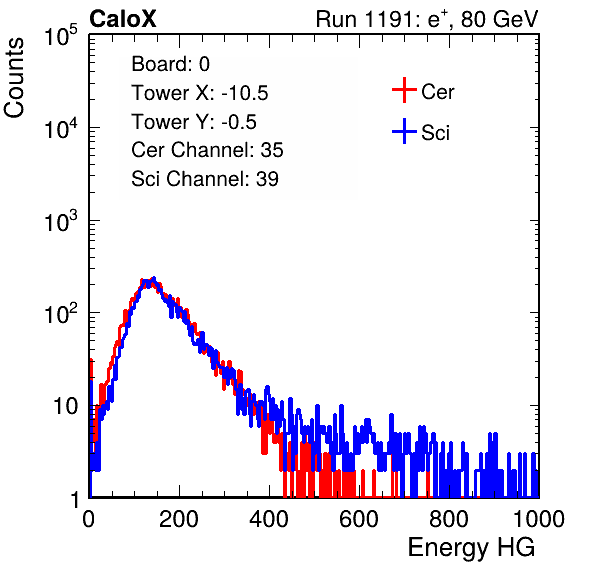 CaloX Run 1191: e⁺, 80 GeV
Counts
10⁵
10⁴
10³
10²
10
1
Board: 0
Tower X: -10.5
Tower Y: -0.5
Cer Channel: 35
Sci Channel: 39
Cer
Sci
0 200 400 600 800 1000
Energy HG